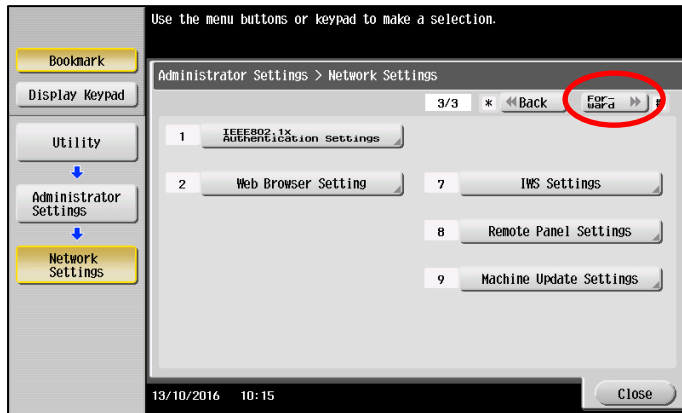 Use the menu buttons or keypad to make a selection.
Bookmark
Display Keypad
Utility
Administrator
Settings
Network
Settings
Administrator Settings > Network Settings
3/3 * Back For-
ward #
1 IEEE802.1x
Authentication Settings
2 Web Browser Setting
7 IWS Settings
8 Remote Panel Settings
9 Machine Update Settings
13/10/2016 10:15
Close